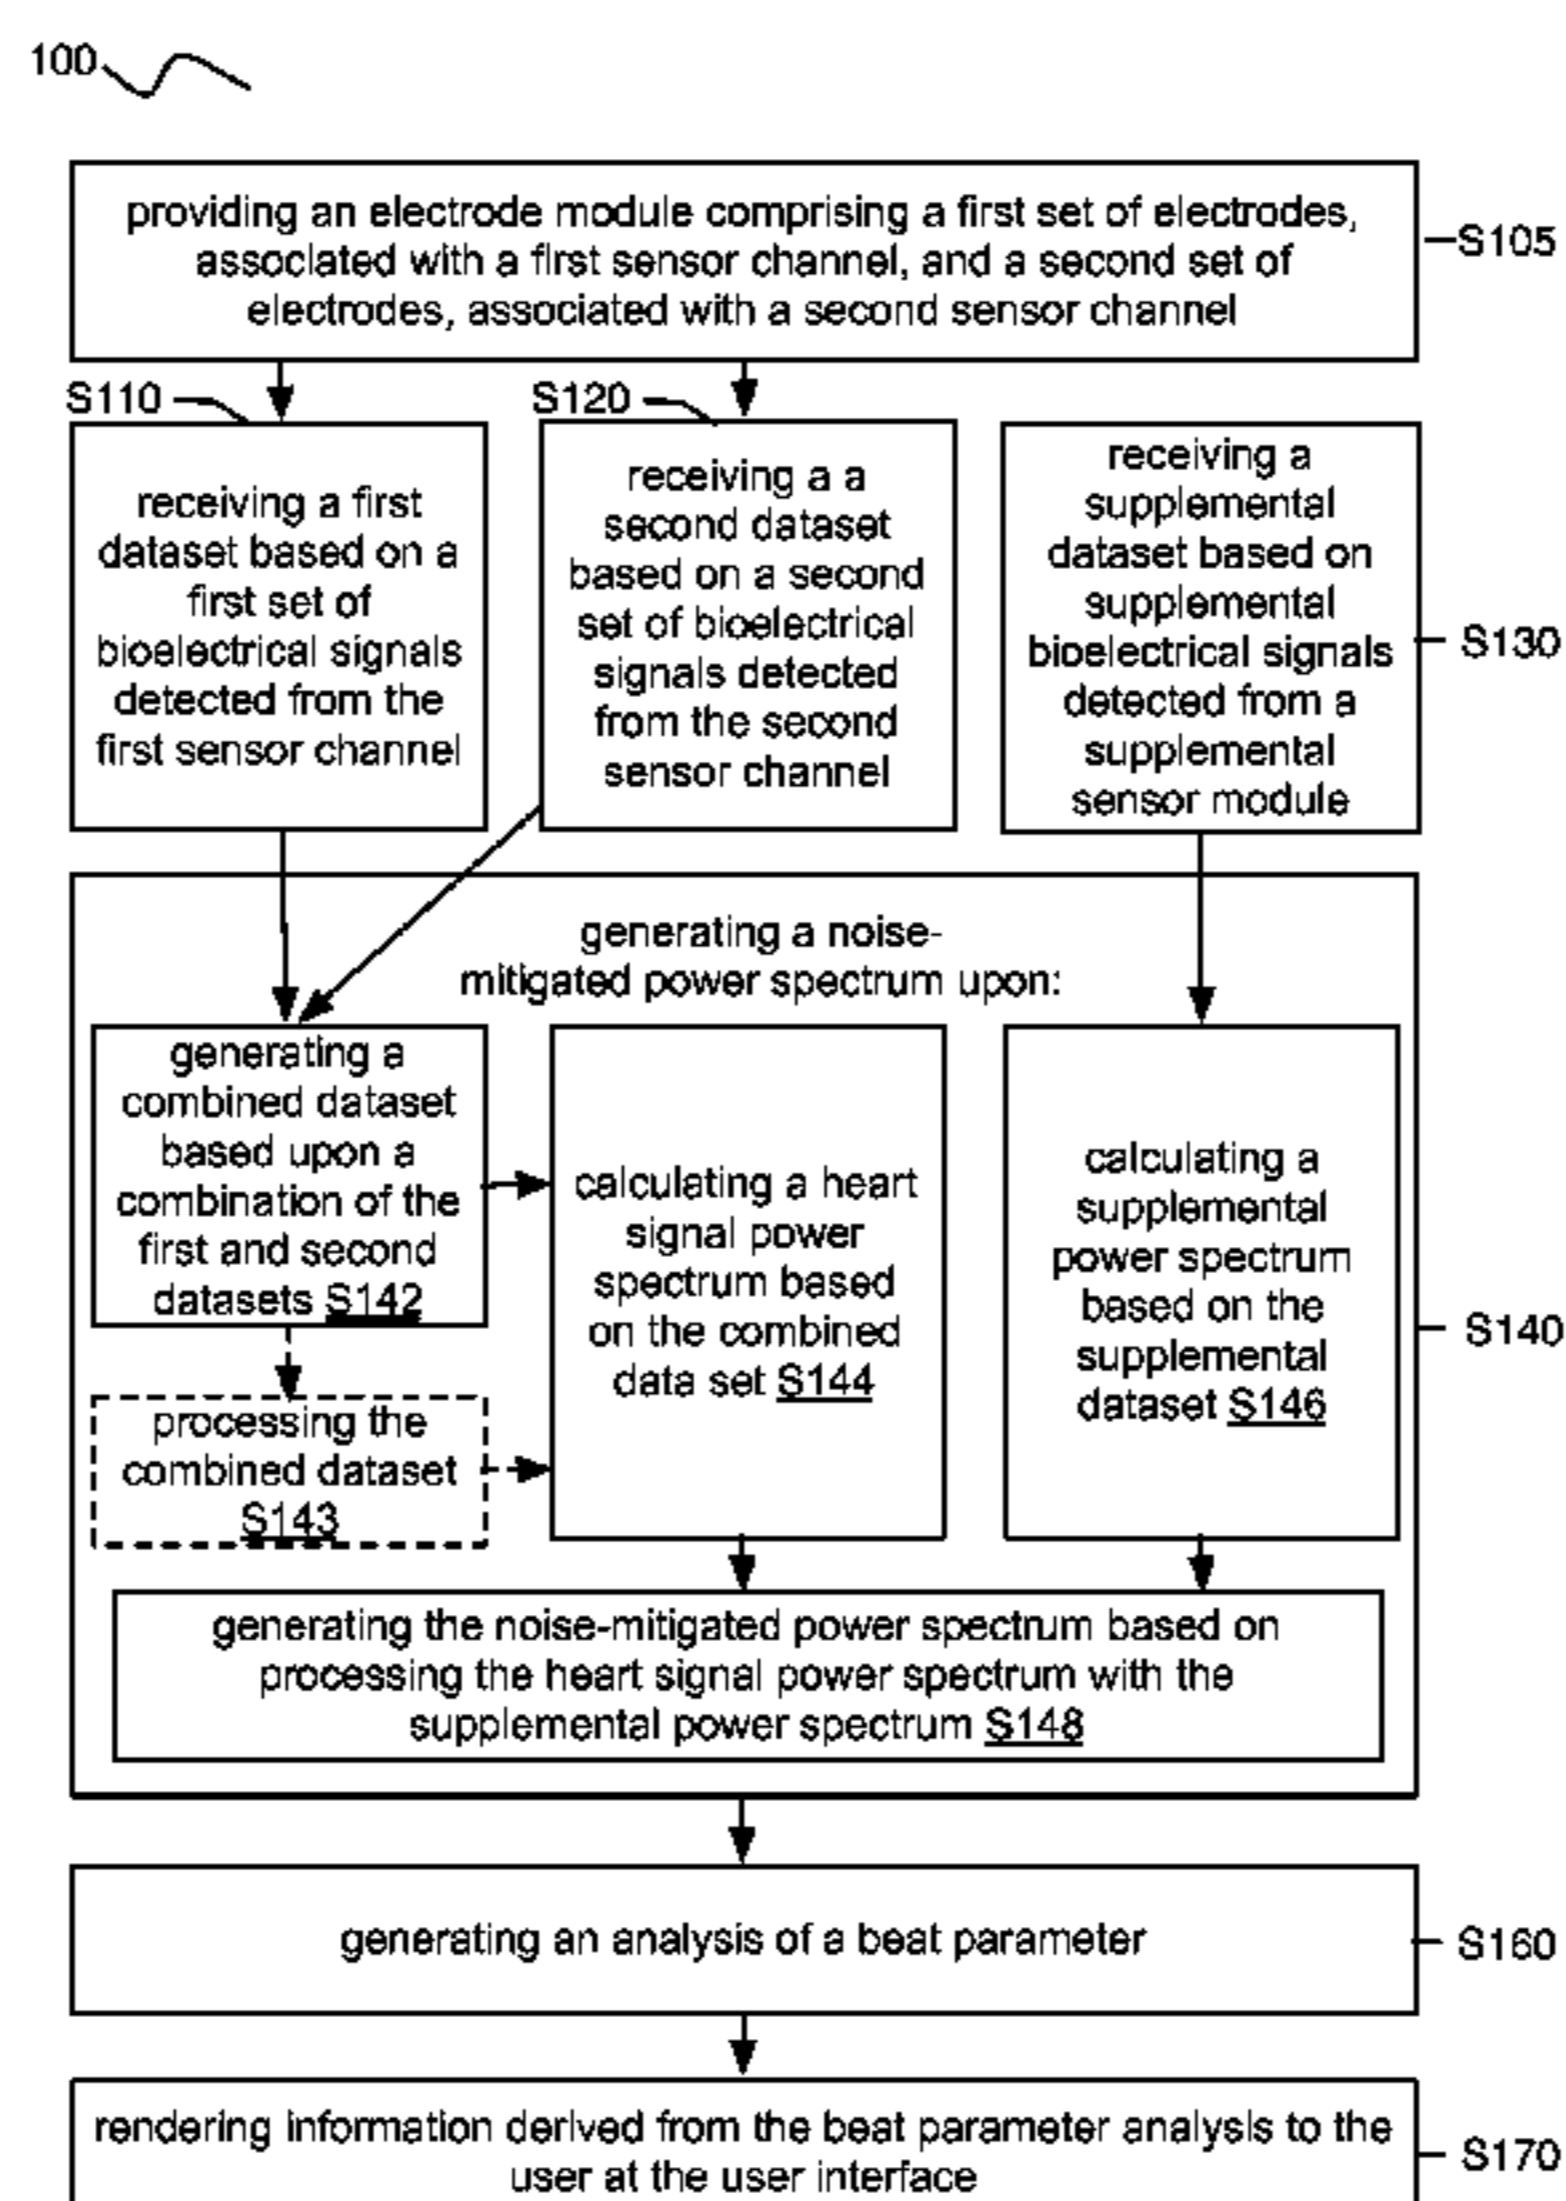 100
providing an electrode module comprising a first set of electrodes,
associated with a first sensor channel, and a second set of
electrodes, associated with a second sensor channel
S105
S110
receiving a first
dataset based on a
first set of
bioelectrical signals
detected from the
first sensor channel
S120
receiving a a
second dataset
based on a second
set of bioelectrical
signals detected
from the second
sensor channel
receiving a
supplemental
dataset based on
supplemental
bioelectrical signals
detected from a
supplemental
sensor module
S130
generating a noise-
mitigated power spectrum upon:
generating a
combined dataset
based upon a
combination of the
first and second
datasets S142
processing the
combined dataset
S143
calculating a heart
signal power
spectrum based
on the combined
data set S144
calculating a
supplemental
power spectrum
based on the
supplemental
dataset S146
S140
generating the noise-mitigated power spectrum based on
processing the heart signal power spectrum with the
supplemental power spectrum S148
generating an analysis of a beat parameter
S160
rendering information derived from the beat parameter analysis to the
user at the user interface
S170